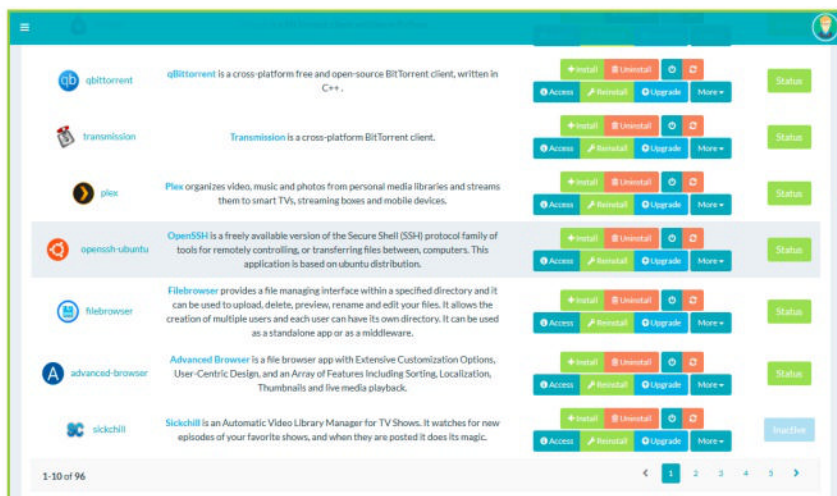 qb
qbittorrent
qBittorrent is a cross-platform free and open-source BitTorrent client, written in
C++ .
Install Uninstall
Access Reinstall Upgrade More
Status
transmission
Transmission is a cross-platform BitTorrent client.
Install Uninstall
Access Reinstall Upgrade More
Status
plex
Plex organizes video, music and photos from personal media libraries and streams
them to smart TVs, streaming boxes and mobile devices.
Install Uninstall
Access Reinstall Upgrade More
Status
openssh-ubuntu
OpenSSH is a freely available version of the Secure Shell (SSH) protocol family of
tools for remotely controlling, or transferring files between, computers. This
application is based on ubuntu distribution.
Install Uninstall
Access Reinstall Upgrade More
Status
filebrowser
Filebrowser provides a file managing interface within a specified directory and it
can be used to upload, delete, preview, rename and edit your files. It allows the
creation of multiple users and each user can have its own directory. It can be used
as a standalone app or as a middleware.
Install Uninstall
Access Reinstall Upgrade More
Status
A
advanced-browser
Advanced Browser is a file browser app with Extensive Customization Options,
User-Centric Design, and an Array of Features Including Sorting, Localization,
Thumbnails and live media playback.
Install Uninstall
Access Reinstall Upgrade More
Status
SC
sickchill
Sickchill is an Automatic Video Library Manager for TV Shows. It watches for new
episodes of your favorite shows, and when they are posted it does its magic.
Install Uninstall
Access Reinstall Upgrade More
Inactive
1-10 of 96
1 2 3 4 5